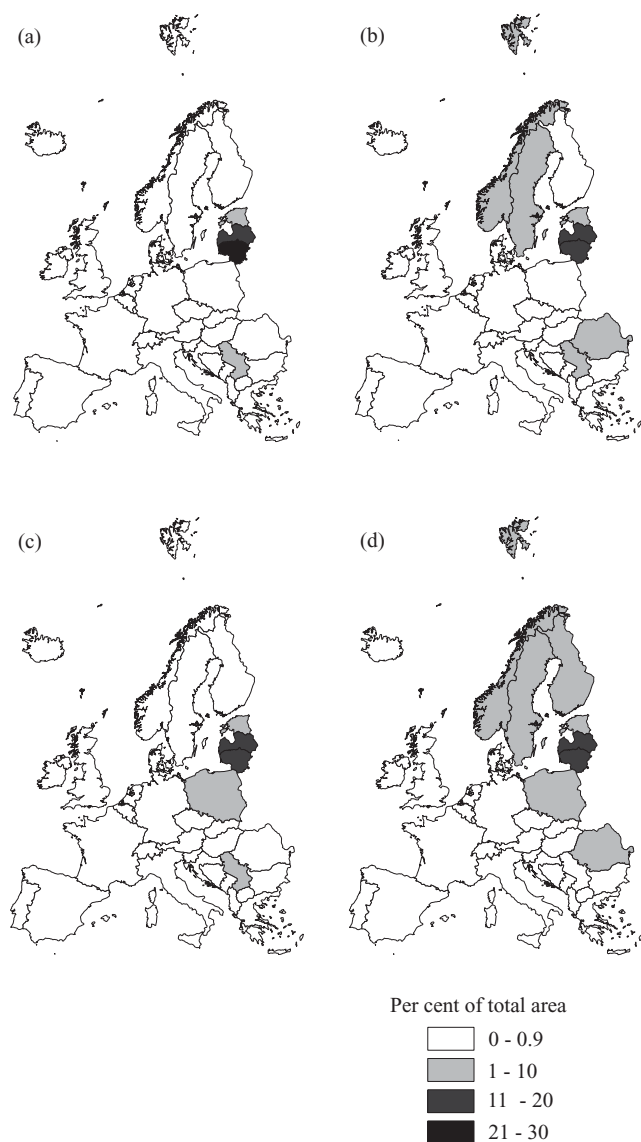 (a)
(b)
(c)
(d)
Per cent of total area
0 - 0.9
1 - 10
11 - 20
21 - 30